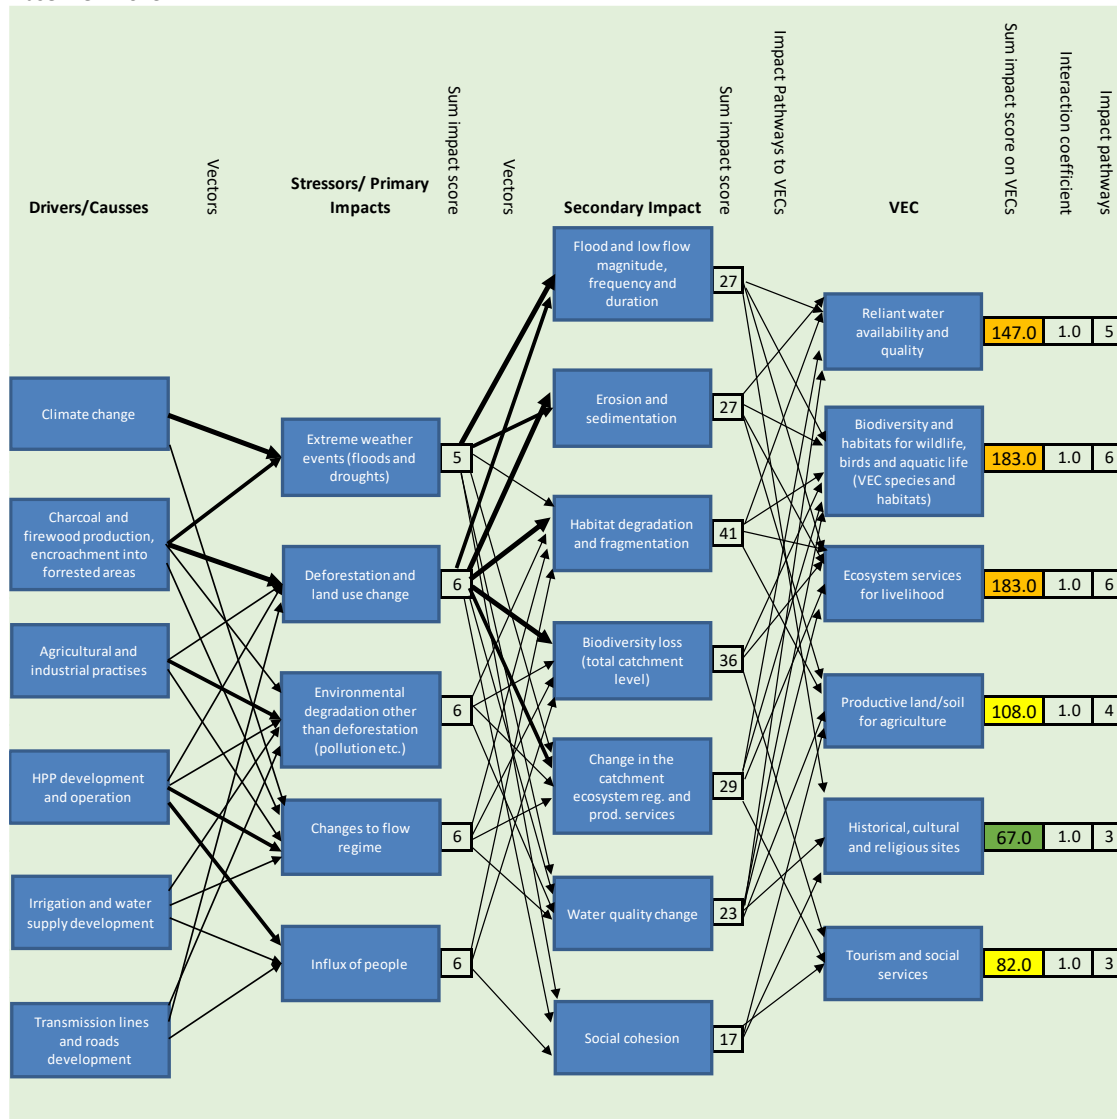 Vectors
Sum impact score
Vectors
Sum impact score
Impact Pathways to VECs
Sum impact score on VECs
Interaction coefficient
Impact pathways
Drivers/Causses
Stressors/ Primary
Impacts
Secondary Impact
VEC
Climate change
Charcoal and
firewood production,
encroachment into
forrested areas
Agricultural and
industrial practises
HPP development
and operation
Irrigation and water
supply development
Transmission lines
and roads
development
Extreme weather
events (floods and
droughts)
5
Deforestation and
land use change
6
Environmental
degradation other
than deforestation
(pollution etc.)
6
Changes to flow
regime
6
Influx of people
6
Flood and low flow
magnitude,
frequency and
duration
27
Erosion and
sedimentation
27
Habitat degradation
and fragmentation
41
Biodiversity loss
(total catchment
level)
36
Change in the
catchment
ecosystem reg. and
prod. services
29
Water quality change
23
Social cohesion
17
Reliant water
availability and
quality
147.0 1.0 5
Biodiversity and
habitats for wildlife,
birds and aquatic life
(VEC species and
habitats)
183.0 1.0 6
Ecosystem services
for livelihood
183.0 1.0 6
Productive land/soil
for agriculture
108.0 1.0 4
Historical, cultural
and religious sites
67.0 1.0 3
Tourism and social
services
82.0 1.0 3